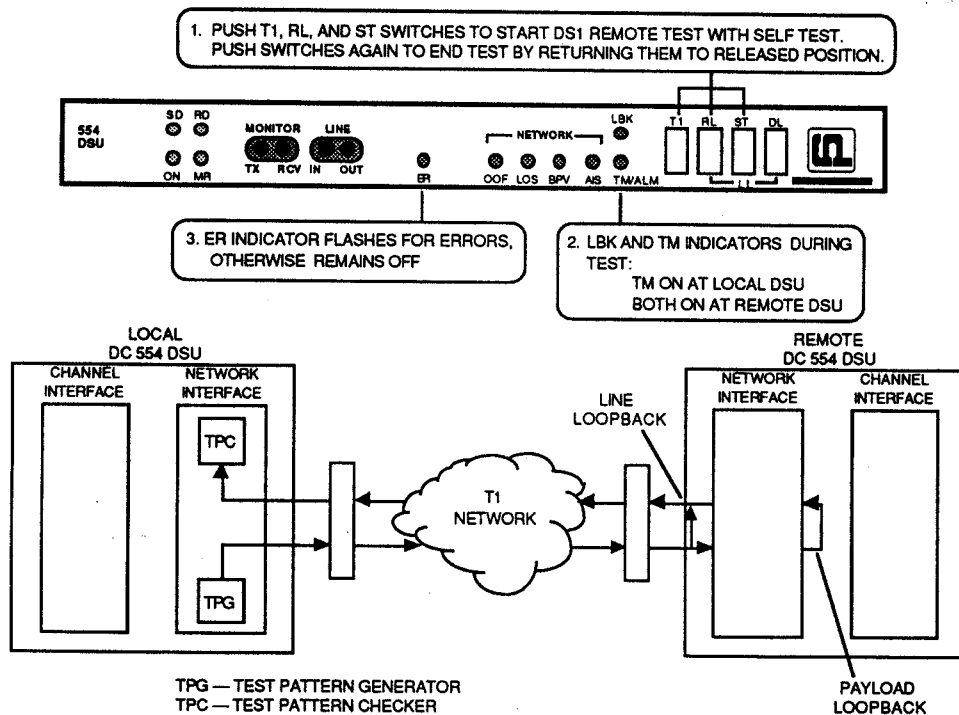 1. PUSH T1, RL, AND ST SWITCHES TO START DS1 REMOTE TEST WITH SELF TEST.
PUSH SWITCHES AGAIN TO END TEST BY RETURNING THEM TO RELEASED POSITION.
554
DSU
SD RD
ON MR
MONITOR
TX RCV
LINE
IN OUT
ER
NETWORK
OOF LOS BPV AIS
LBK
TM/ALM
T1 RL ST DL
LL
3. ER INDICATOR FLASHES FOR ERRORS,
OTHERWISE REMAINS OFF
2. LBK AND TM INDICATORS DURING
TEST:
TM ON AT LOCAL DSU
BOTH ON AT REMOTE DSU
LOCAL
DC 554 DSU
CHANNEL
INTERFACE
NETWORK
INTERFACE
TPC
TPG
T1
NETWORK
LINE
LOOPBACK
REMOTE
DC 554 DSU
NETWORK
INTERFACE
CHANNEL
INTERFACE
PAYLOAD
LOOPBACK
TPG — TEST PATTERN GENERATOR
TPC — TEST PATTERN CHECKER